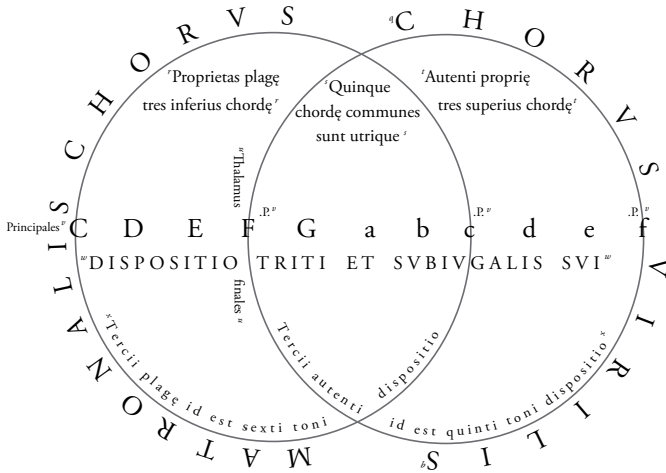 MATRONALIS CHORVS
q CHORVS VIRILIS q
r Proprietas plagę
tres inferius chordę r
s Quinque
chordę communes
sunt utrique s
t Autenti proprię
tres superius chordę t
u Thalamus
finales u
.P. v .P. v .P. v
Principales v C D E F G a b c d e f
w DISPOSITIO TRITI ET SVBIVGALIS SVI w
x Tercii plagę id est sexti toni dispositio
Tercii autenti id est quinti toni dispositio x